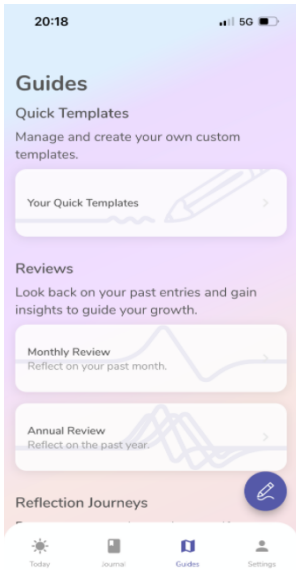 20:18
5G
Guides
Quick Templates
Manage and create your own custom
templates.
Your Quick Templates
Reviews
Look back on your past entries and gain
insights to guide your growth.
Monthly Review
Reflect on your past month.
Annual Review
Reflect on the past year.
Reflection Journeys
Today
Journal
Guides
Settings